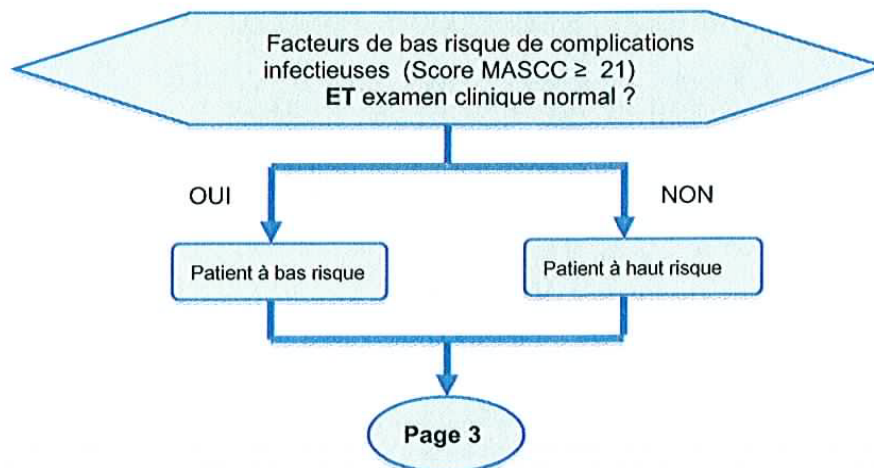 Facteurs de bas risque de complications
infectieuses (Score MASCC ≥ 21)
ET examen clinique normal ?
OUI
NON
Patient à bas risque
Patient à haut risque
Page 3